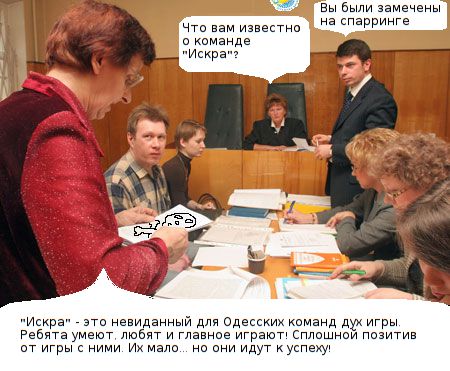 Что вам известно
о команде
"Искра"?
Вы были замечены
на спарринге
"Искра" - это невиданный для Одесских команд дух игры.
Ребята умеют, любят и главное играют! Сплошной позитив
от игры с ними. Их мало... но они идут к успеху!